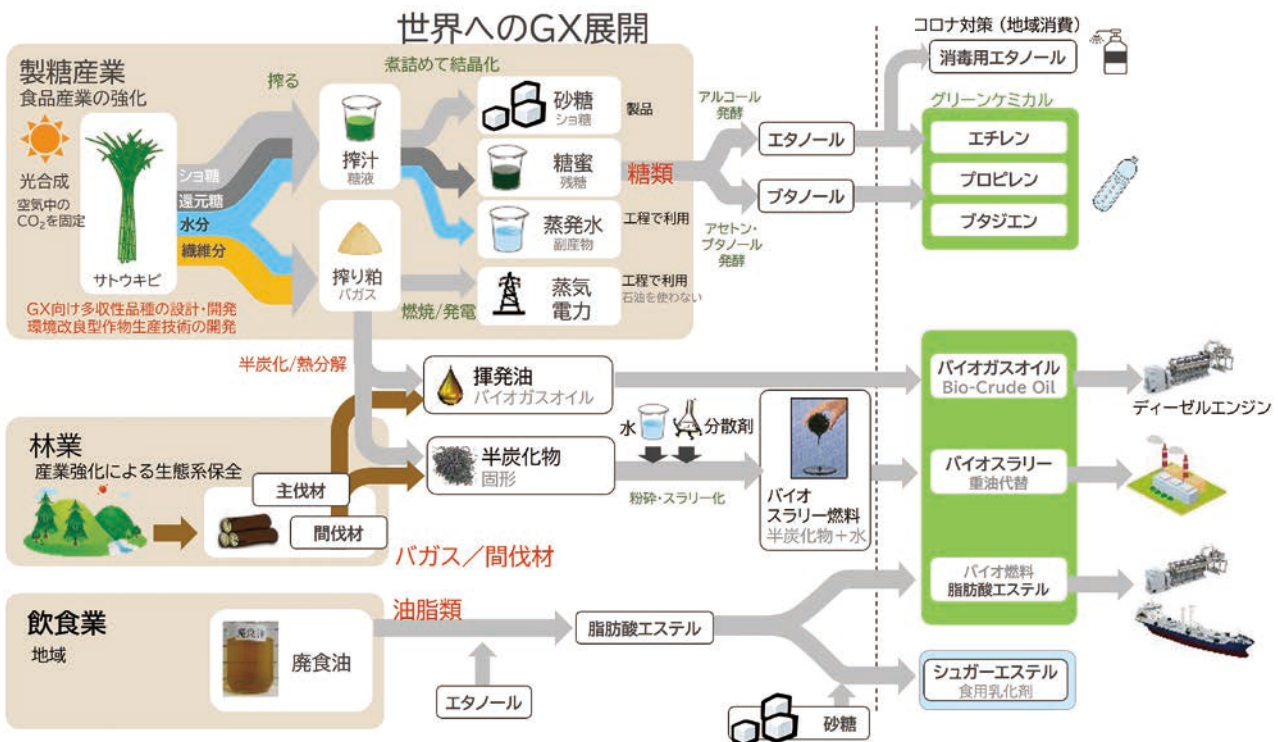 世界へのGX展開
製糖産業
食品産業の強化
光合成
空気中の
CO₂を固定
サトウキビ
GX向け多収性品種の設計・開発
環境改良型作物生産技術の開発
ショ糖
還元糖
水分
繊維分
搾る
搾汁
糖液
搾り粕
バガス
煮詰めて結晶化
砂糖
ショ糖
製品
糖蜜
残糖
糖類
蒸発水
副産物
工程で利用
燃焼/発電
蒸気
電力
工程で利用
石油を使わない
アルコール
発酵
エタノール
ブタノール
アセトン・
ブタノール
発酵
コロナ対策（地域消費）
消毒用エタノール
グリーンケミカル
エチレン
プロピレン
ブタジエン
半炭化/熱分解
揮発油
バイオガスオイル
半炭化物
固形
水
分散剤
粉砕・スラリー化
バイオ
スラリー燃料
半炭化物＋水
バイオガスオイル
Bio-Crude Oil
ディーゼルエンジン
バイオスラリー
重油代替
バイオ燃料
脂肪酸エステル
林業
産業強化による生態系保全
主伐材
間伐材
バガス／間伐材
飲食業
地域
廃食油
廃食油
油脂類
エタノール
脂肪酸エステル
砂糖
シュガーエステル
食用乳化剤